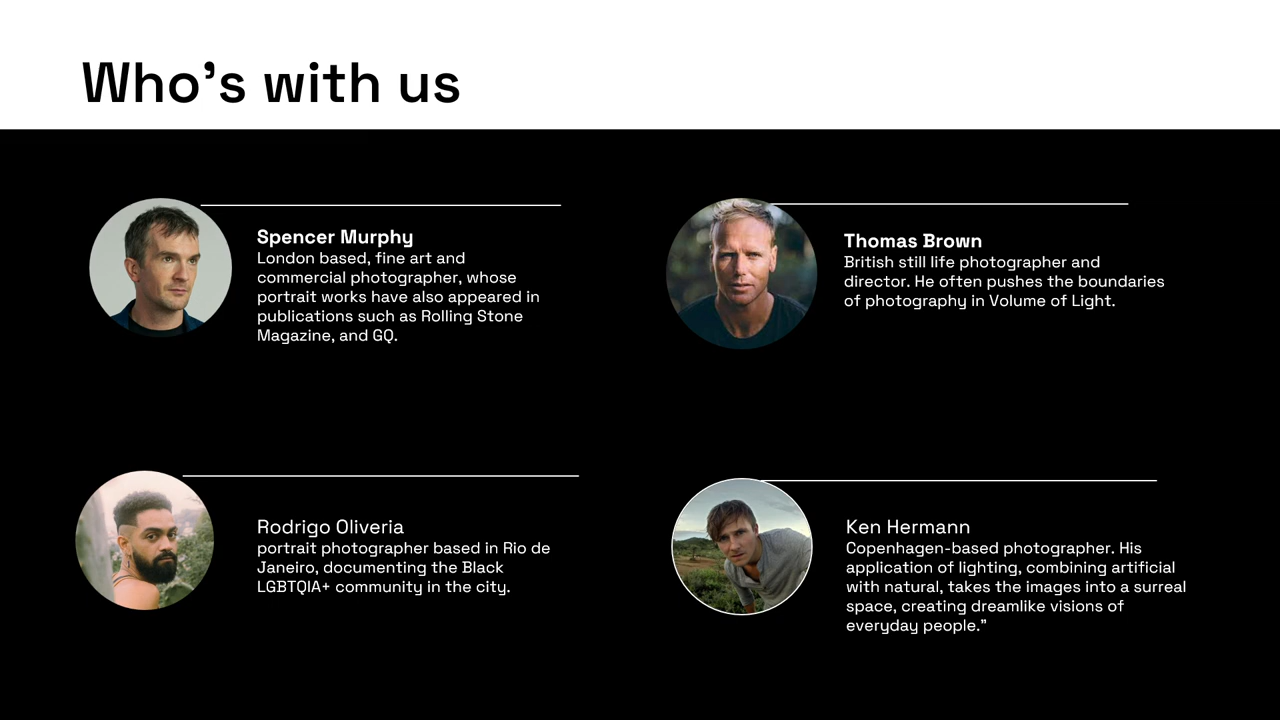 Who’s with us
Spencer Murphy
London based, fine art and
commercial photographer, whose
portrait works have also appeared in
publications such as Rolling Stone
Magazine, and GQ.
Thomas Brown
British still life photographer and
director. He often pushes the boundaries
of photography in Volume of Light.
Rodrigo Oliveria
portrait photographer based in Rio de
Janeiro, documenting the Black
LGBTQIA+ community in the city.
Ken Hermann
Copenhagen-based photographer. His
application of lighting, combining artificial
with natural, takes the images into a surreal
space, creating dreamlike visions of
everyday people.”